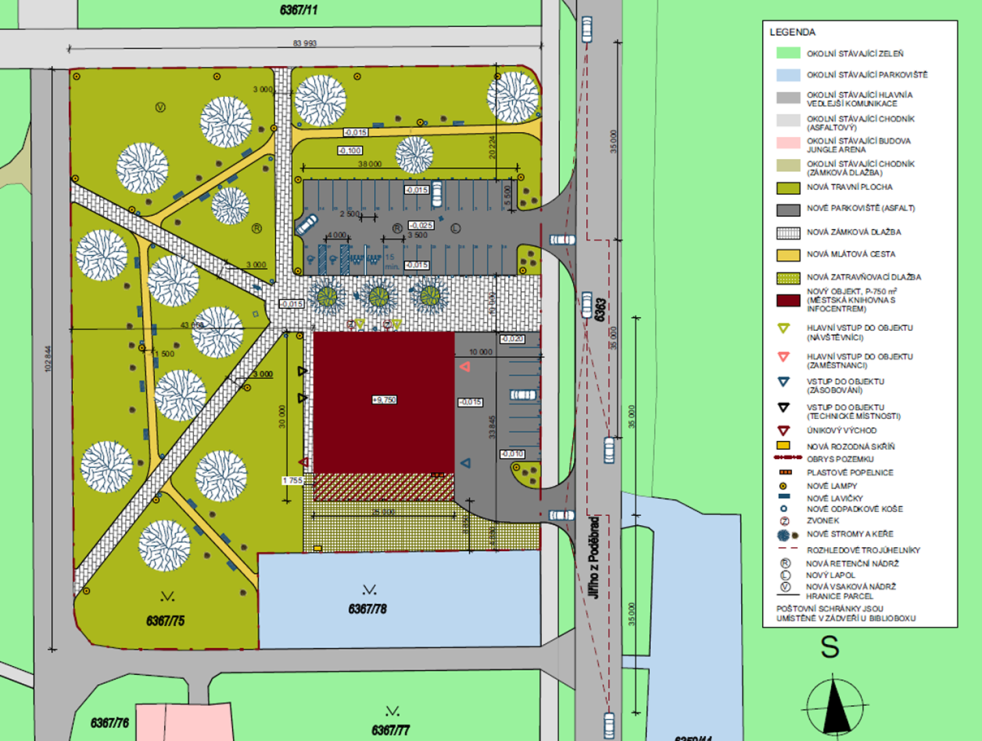 6367/11
83 993
3 000
-0,015
-0,100
20 224
38 000
-0,015
5 500
2 500
-0,025
4 000
3 500
15
min.
-0,015
3 000
-0,015
35 000
6363
35 000
102 844
1 500
3 000
-0,020
10 000
+9,750
-0,015
30 000
33 845
35 000
-0,010
1 755
25 000
Jiřího z Poděbrad
6367/75
6367/78
35 000
6367/76
6367/77
LEGENDA
OKOLNÍ STÁVAJÍCÍ ZELEŇ
OKOLNÍ STÁVAJÍCÍ PARKOVIŠTĚ
OKOLNÍ STÁVAJÍCÍ HLAVNÍ A
VEDLEJŠÍ KOMUNIKACE
OKOLNÍ STÁVAJÍCÍ CHODNÍK
(ASFALTOVÝ)
OKOLNÍ STÁVAJÍCÍ BUDOVA
JUNGLE ARENA
OKOLNÍ STÁVAJÍCÍ CHODNÍK
(ZÁMKOVÁ DLAŽBA)
NOVÁ TRAVNÍ PLOCHA
NOVÉ PARKOVIŠTĚ (ASFALT)
NOVÁ ZÁMKOVÁ DLAŽBA
NOVÁ MLATOVÁ CESTA
NOVÁ ZATRAVŇOVACÍ DLAŽBA
NOVÝ OBJEKT, P-750 m²
(MĚSTSKÁ KNIHOVNA S
INFOCENTREM)
HLAVNÍ VSTUP DO OBJEKTU
(NÁVŠTĚVNÍCI)
HLAVNÍ VSTUP DO OBJEKTU
(ZAMĚSTNANCI)
VSTUP DO OBJEKTU
(ZÁSOBOVÁNÍ)
VSTUP DO OBJEKTU
(TECHNICKÉ MÍSTNOSTI)
ÚNIKOVÝ VÝCHOD
NOVÁ ROZODNÁ SKŘÍŇ
OBRYS POZEMKU
PLASTOVÉ POPELNICE
NOVÉ LAMPY
NOVÉ LAVIČKY
NOVÉ ODPADKOVÉ KOŠE
Z ZVONEK
NOVÉ STROMY A KEŘE
ROZHLEDOVÉ TROJÚHELNÍKY
R NOVÁ RETENČNÍ NÁDRŽ
L NOVÝ LAPOL
V NOVÁ VSAKOVÁ NÁDRŽ
HRANICE PARCEL
POŠTOVNÍ SCHRÁNKY JSOU
UMÍSTĚNÉ V ZÁDVEŘÍ U BIBLIOBOXU
S